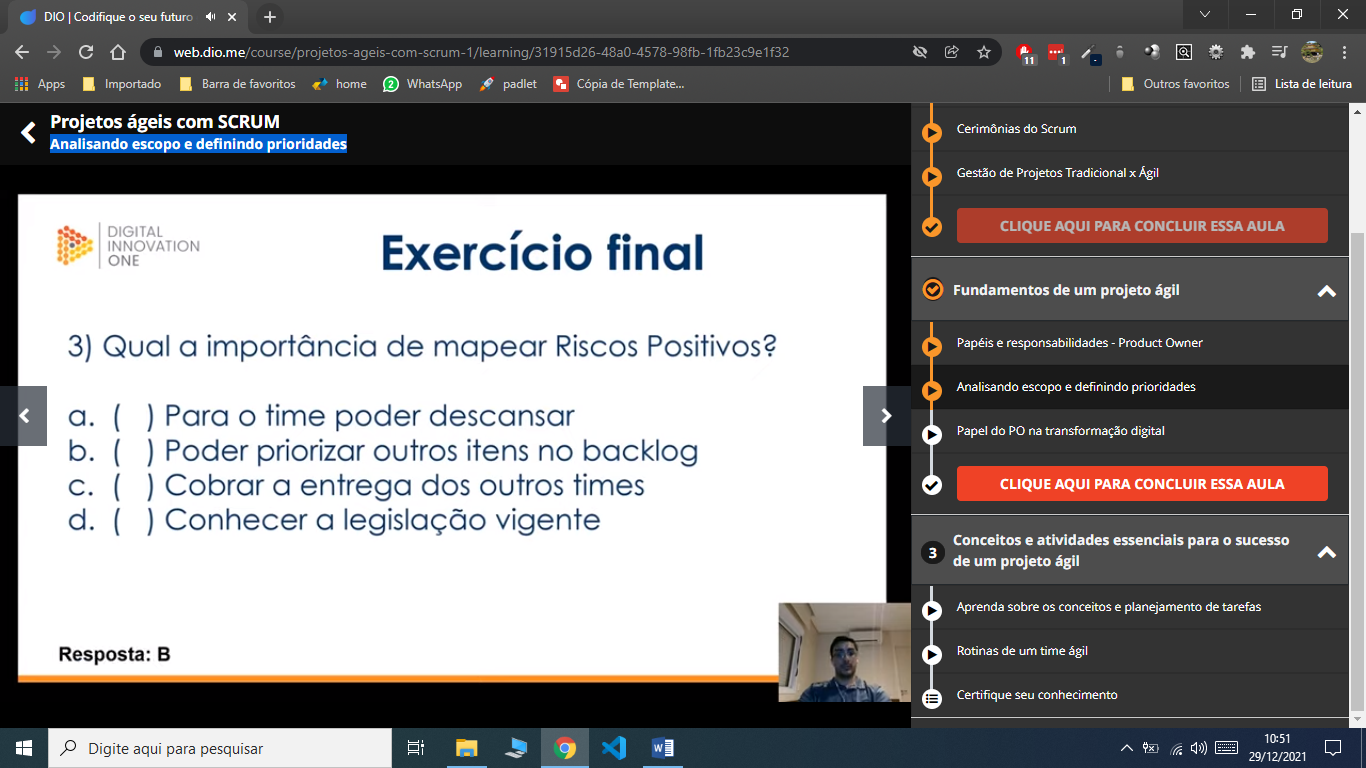 DIO | Codifique o seu futuro
web.dio.me/course/projetos-ageis-com-scrum-1/learning/31915d26-48a0-4578-98fb-1fb23c9e1f32
11
1
Apps
Importado
Barra de favoritos
home
2
WhatsApp
padlet
Cópia de Template...
Outros favoritos
Lista de leitura
Projetos ágeis com SCRUM
Analisando escopo e definindo prioridades
DIGITAL
INNOVATION
ONE
Exercício final
3) Qual a importância de mapear Riscos Positivos?
a. ( ) Para o time poder descansar
b. ( ) Poder priorizar outros itens no backlog
c. ( ) Cobrar a entrega dos outros times
d. ( ) Conhecer a legislação vigente
Resposta: B
Cerimônias do Scrum
Gestão de Projetos Tradicional x Ágil
CLIQUE AQUI PARA CONCLUIR ESSA AULA
Fundamentos de um projeto ágil
Papéis e responsabilidades - Product Owner
Analisando escopo e definindo prioridades
Papel do PO na transformação digital
CLIQUE AQUI PARA CONCLUIR ESSA AULA
3
Conceitos e atividades essenciais para o sucesso
de um projeto ágil
Aprenda sobre os conceitos e planejamento de tarefas
Rotinas de um time ágil
Certifique seu conhecimento
Digite aqui para pesquisar
10:51
29/12/2021